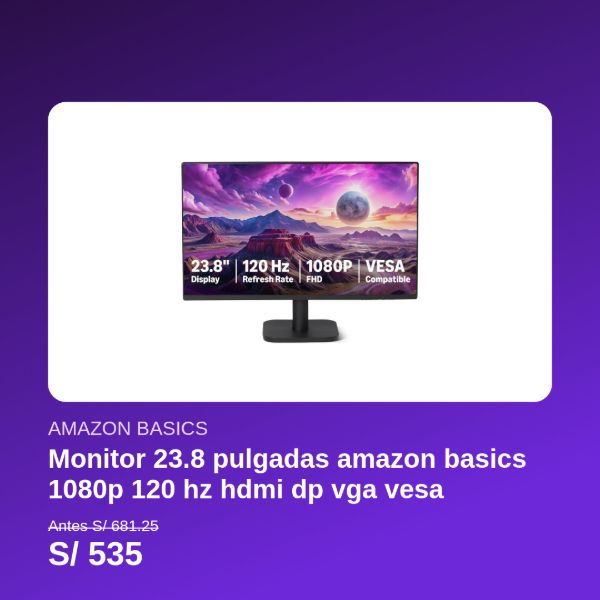 23.8" 120 Hz 1080P VESA
Display Refresh Rate FHD Compatible
AMAZON BASICS
Monitor 23.8 pulgadas amazon basics
1080p 120 hz hdmi dp vga vesa
Antes S/ 681.25
S/ 535